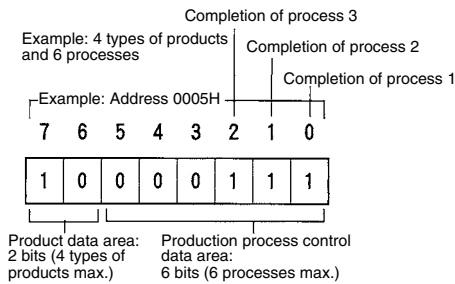 Completion of process 3
Example: 4 types of products
and 6 processes
Completion of process 2
Completion of process 1
Example: Address 0005H
7 6 5 4 3 2 1 0
1 0 0 0 0 1 1 1
Product data area:
2 bits (4 types of
products max.)
Production process control
data area:
6 bits (6 processes max.)